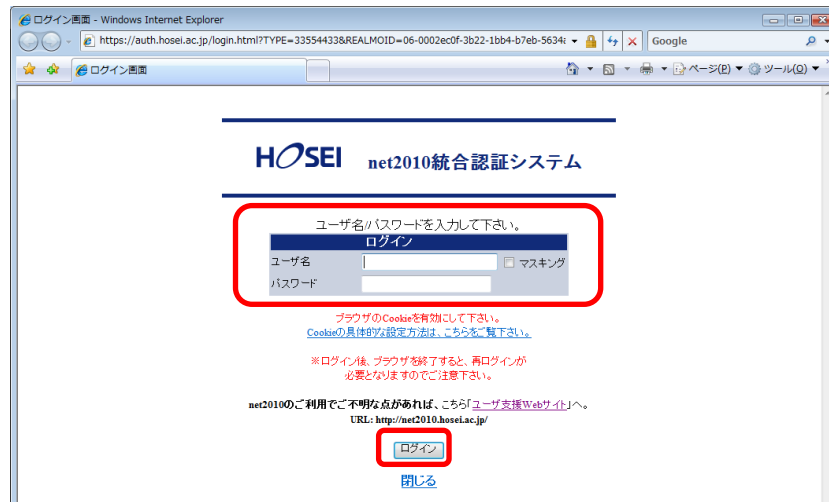 ログイン画面 - Windows Internet Explorer
https://auth.hosei.ac.jp/login.html?TYPE=33554433&REALMOID=06-0002ec0f-3b22-1bb4-b7eb-5634
Google
ログイン画面
ページ(P) ツール(O)
HOSEI net2010統合認証システム
ユーザ名/パスワードを入力して下さい。
ログイン
ユーザ名
マスキング
パスワード
ブラウザのCookieを有効にして下さい。
Cookieの具体的な設定方法は、こちらをご覧下さい。
※ログイン後、ブラウザを終了すると、再ログインが
必要となりますのでご注意下さい。
net2010のご利用でご不明な点があれば、こちら「ユーザ支援Webサイト」へ。
URL: http://net2010.hosei.ac.jp/
ログイン
閉じる